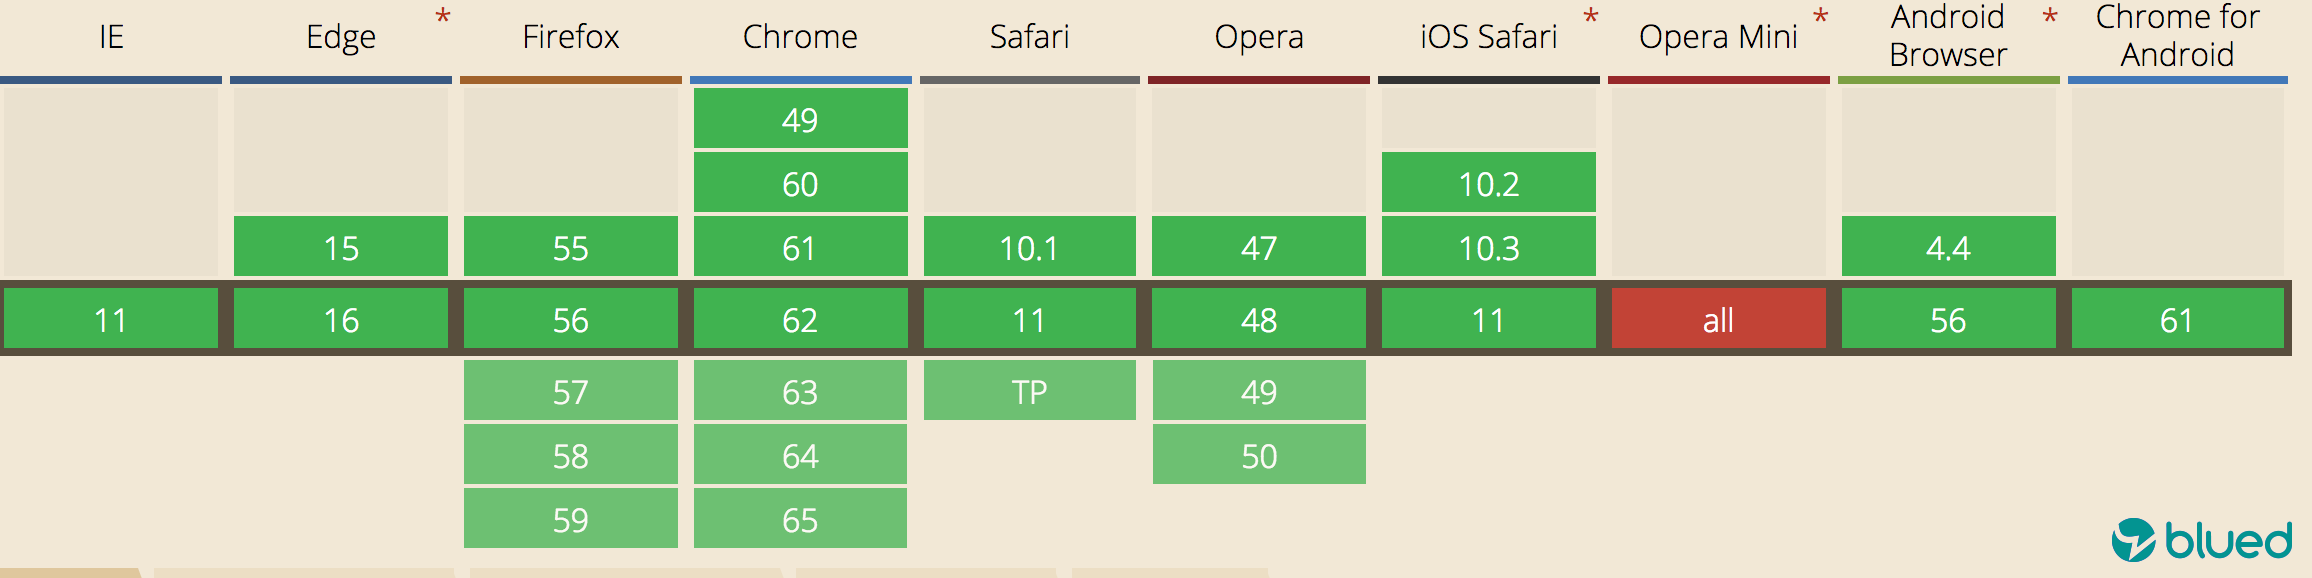 IE Edge * Firefox Chrome Safari Opera iOS Safari * Opera Mini * Android Browser * Chrome for Android
49
60 10.2
15 55 61 10.1 47 10.3 4.4
11 16 56 62 11 48 11 all 56 61
57 63 TP 49
58 64 50
59 65
blued